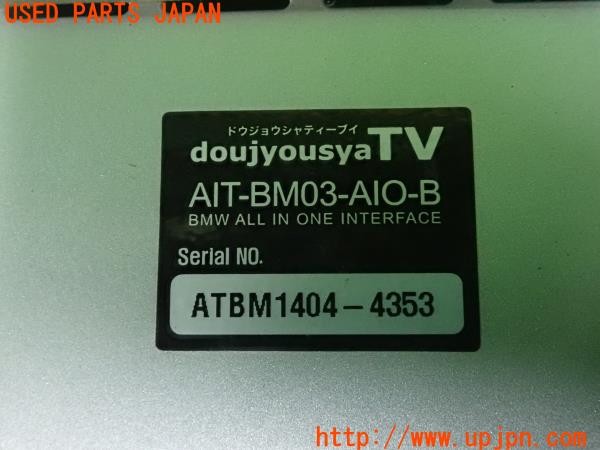 USED PARTS JAPAN
ドウジョウシャティーブイ
doujyousyaTV
AIT-BM03-AIO-B
BMW ALL IN ONE INTERFACE
Serial NO.
ATBM1404-4353
http://www.upjpn.com